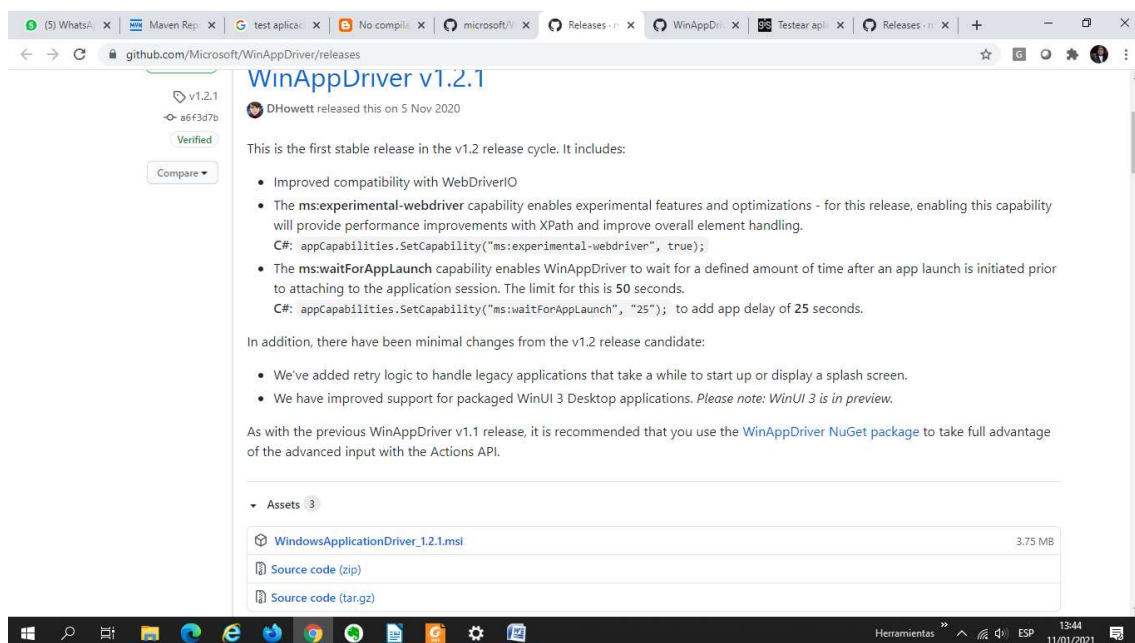 (5) WhatsA
Maven Rep
test aplicac
No compila
microsoft/
Releases · n
WinAppDri
Testear apl
Releases · n
github.com/Microsoft/WinAppDriver/releases
WinAppDriver v1.2.1
v1.2.1
DHowett released this on 5 Nov 2020
a6f3d7b
Verified
Compare
This is the first stable release in the v1.2 release cycle. It includes:
• Improved compatibility with WebDriverIO
• The ms:experimental-webdriver capability enables experimental features and optimizations - for this release, enabling this capability
will provide performance improvements with XPath and improve overall element handling.
C#: appCapabilities.SetCapability("ms:experimental-webdriver", true);
• The ms:waitForAppLaunch capability enables WinAppDriver to wait for a defined amount of time after an app launch is initiated prior
to attaching to the application session. The limit for this is 50 seconds.
C#: appCapabilities.SetCapability("ms:waitForAppLaunch", "25"); to add app delay of 25 seconds.
In addition, there have been minimal changes from the v1.2 release candidate:
• We've added retry logic to handle legacy applications that take a while to start up or display a splash screen.
• We have improved support for packaged WinUI 3 Desktop applications. Please note: WinUI 3 is in preview.
As with the previous WinAppDriver v1.1 release, it is recommended that you use the WinAppDriver NuGet package to take full advantage
of the advanced input with the Actions API.
Assets 3
WindowsApplicationDriver_1.2.1.msi 3.75 MB
Source code (zip)
Source code (tar.gz)
Herramientas » ESP 13:44
11/01/2021